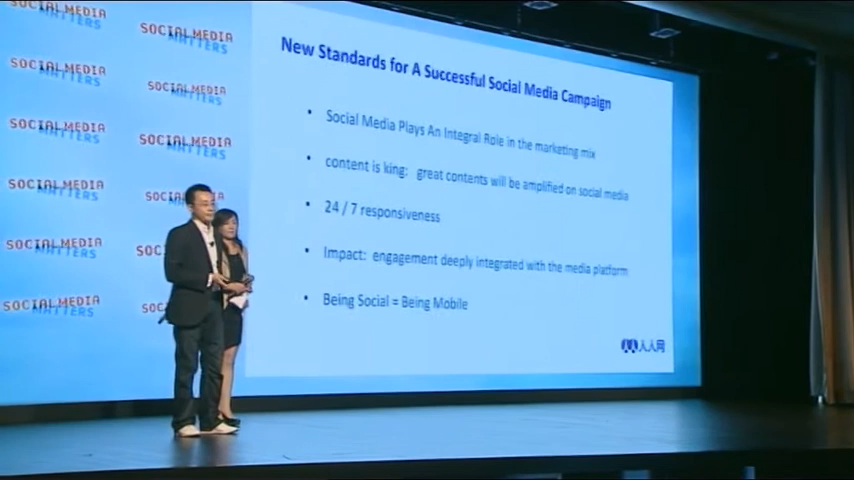 SOCIAL MEDIA
MATTERS
SOCIAL MEDIA
MATTERS
SOCIAL MEDIA
MATTERS
SOCIAL MEDIA
MATTERS
SOCIAL MEDIA
MATTERS
SOCIAL MEDIA
MATTERS
SOCIAL MEDIA
MATTERS
SOCIAL MEDIA
MATTERS
SOCIAL MEDIA
MATTERS
New Standards for A Successful Social Media Campaign
• Social Media Plays An Integral Role in the marketing mix
• content is king: great contents will be amplified on social media
• 24 / 7 responsiveness
• Impact: engagement deeply integrated with the media platform
• Being Social = Being Mobile
人人网